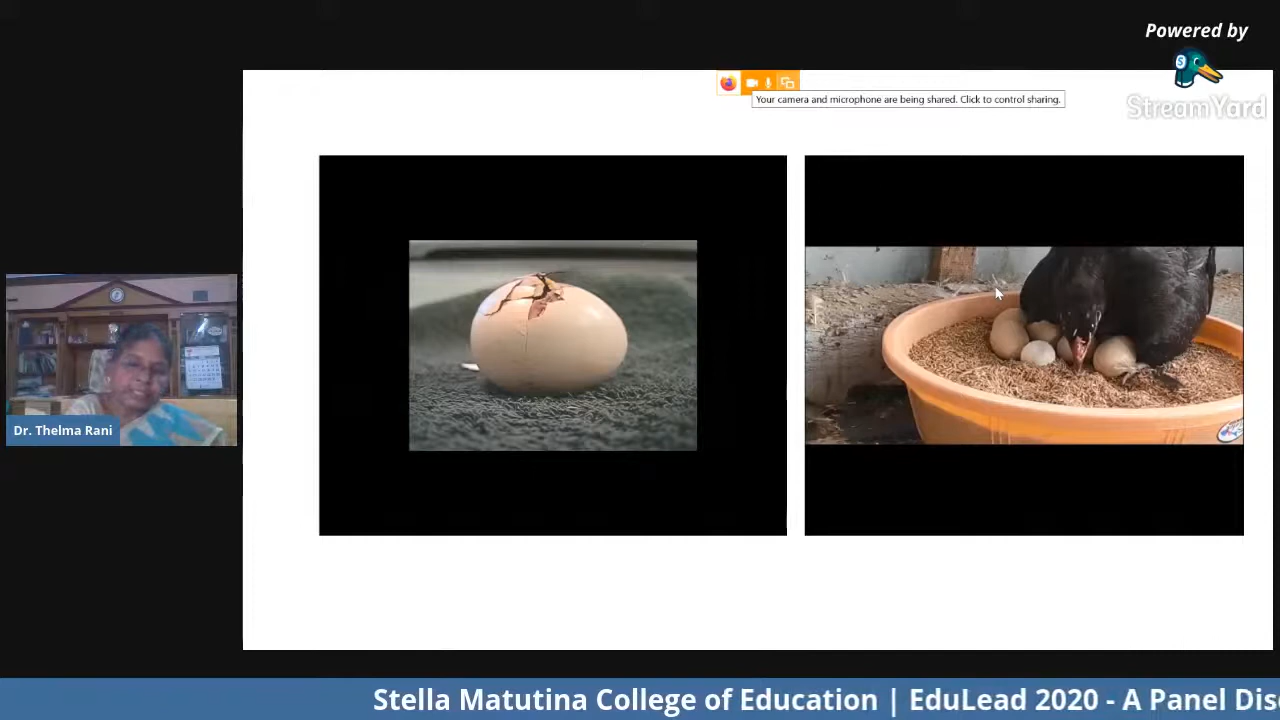 Powered by
S
StreamYard
Your camera and microphone are being shared. Click to control sharing.
Dr. Thelma Rani
Stella Matutina College of Education | EduLead 2020 - A Panel Disc